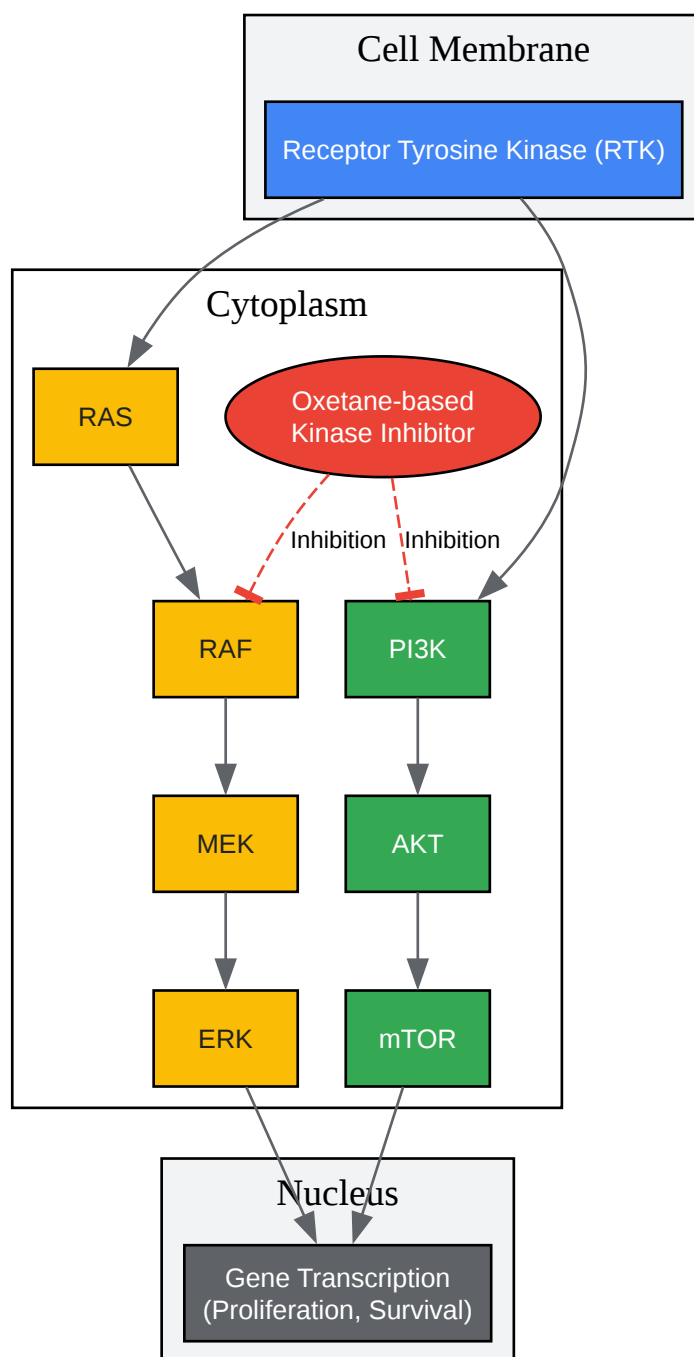 Cell Membrane
Receptor Tyrosine Kinase (RTK)
Cytoplasm
RAS
Oxetane-based
Kinase Inhibitor
Inhibition
Inhibition
RAF
PI3K
MEK
AKT
ERK
mTOR
Nucleus
Gene Transcription
(Proliferation, Survival)